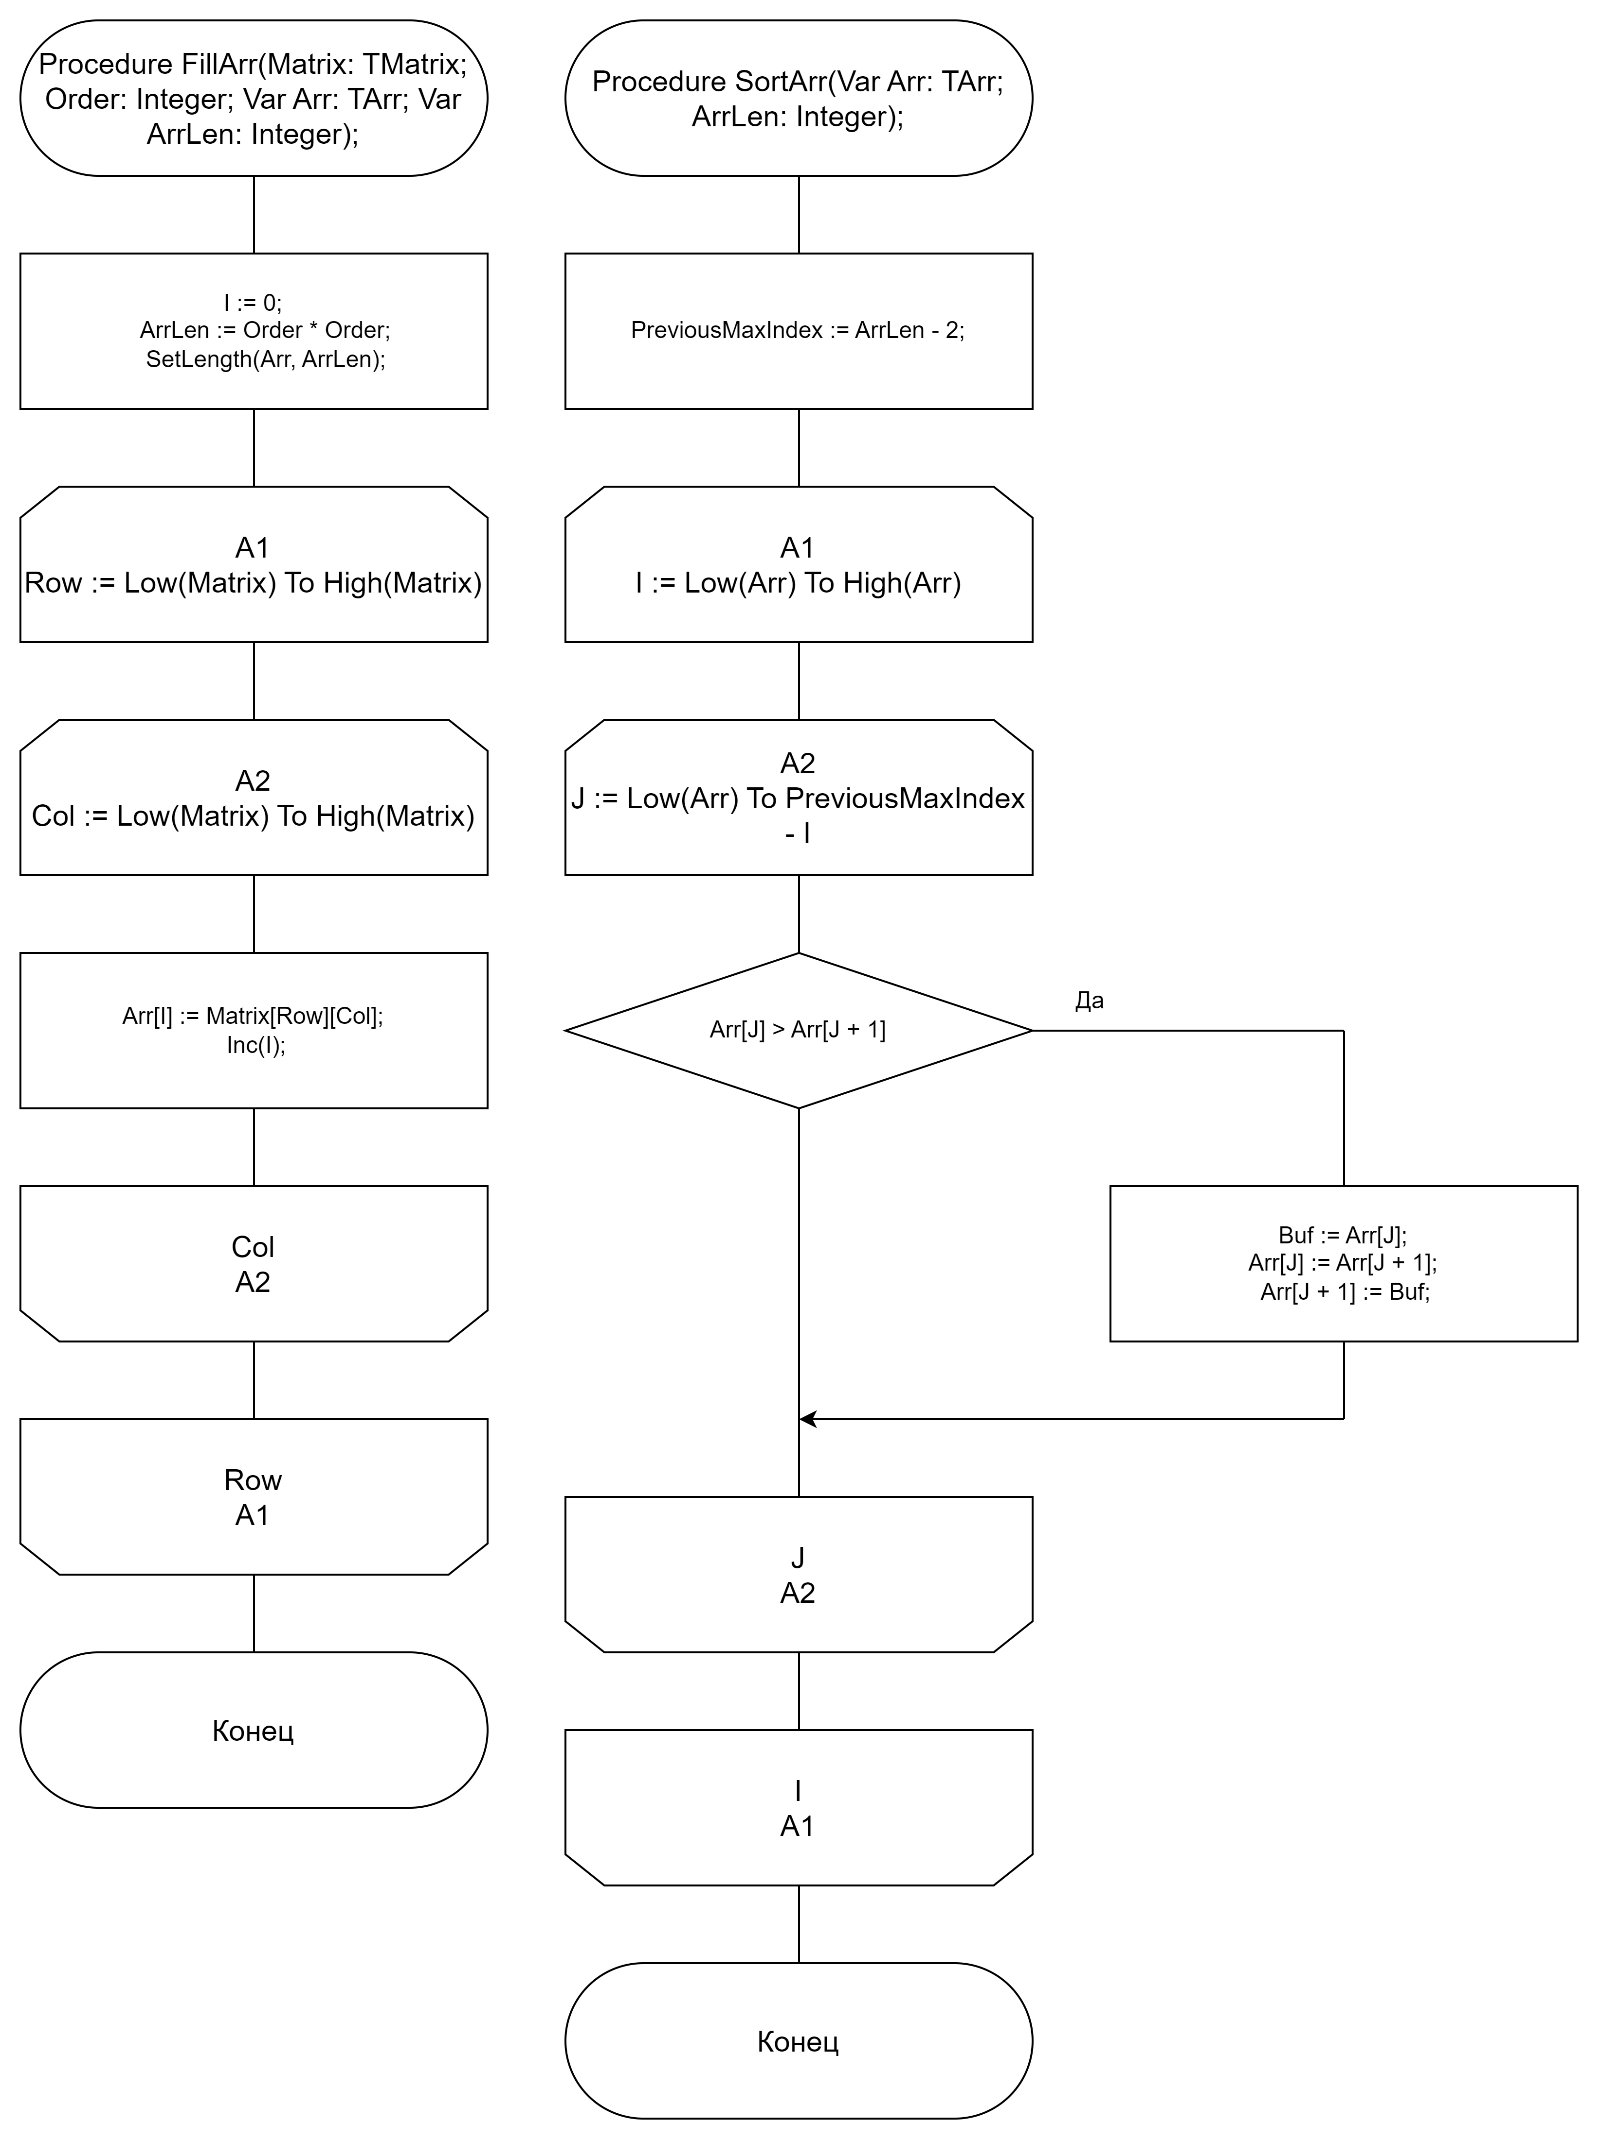 Procedure FillArr(Matrix: TMatrix;
Order: Integer; Var Arr: TArr; Var
ArrLen: Integer);
I := 0;
ArrLen := Order * Order;
SetLength(Arr, ArrLen);
A1
Row := Low(Matrix) To High(Matrix)
A2
Col := Low(Matrix) To High(Matrix)
Arr[I] := Matrix[Row][Col];
Inc(I);
Col
A2
Row
A1
Конец
Procedure SortArr(Var Arr: TArr;
ArrLen: Integer);
PreviousMaxIndex := ArrLen - 2;
A1
I := Low(Arr) To High(Arr)
A2
J := Low(Arr) To PreviousMaxIndex
- I
Arr[J] > Arr[J + 1]
Да
Buf := Arr[J];
Arr[J] := Arr[J + 1];
Arr[J + 1] := Buf;
J
A2
I
A1
Конец